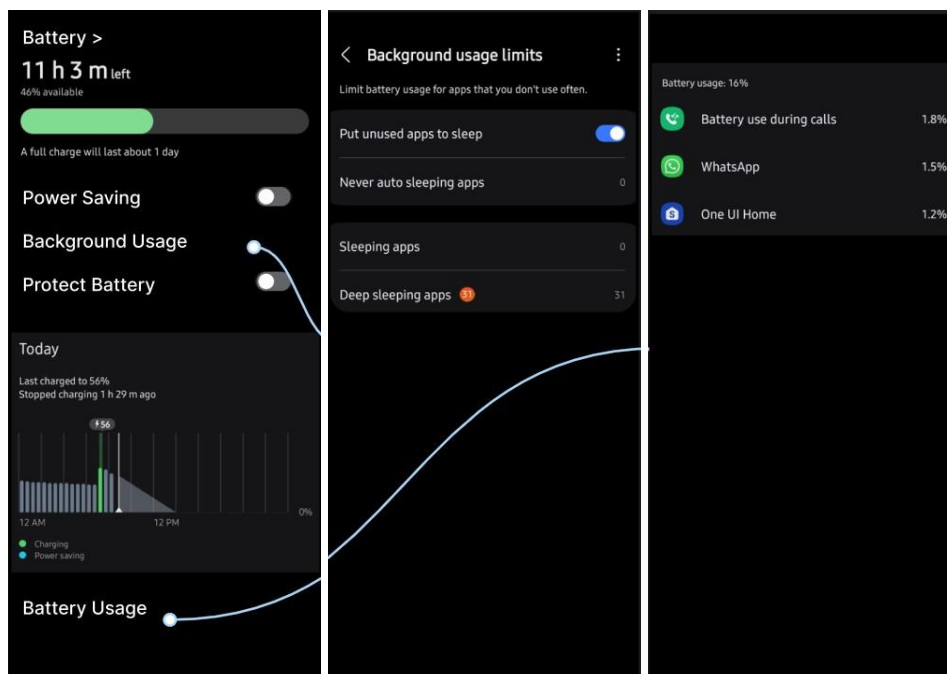 Battery >
11 h 3 m left
46% available
A full charge will last about 1 day
Power Saving
Background Usage
Protect Battery
Today
Last charged to 56%
Stopped charging 1 h 29 m ago
56
0%
12 AM
12 PM
Charging
Power saving
Battery Usage
Background usage limits
Limit battery usage for apps that you don't use often.
Put unused apps to sleep
Never auto sleeping apps 0
Sleeping apps 0
Deep sleeping apps 31 31
Battery usage: 16%
Battery use during calls 1.8%
WhatsApp 1.5%
S One UI Home 1.2%